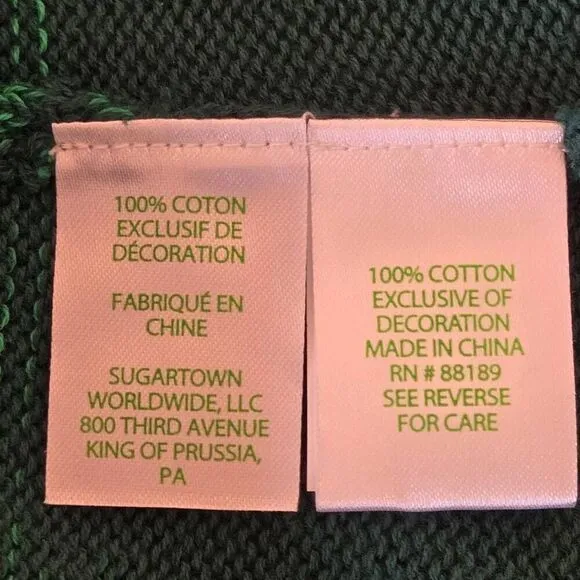 100% COTON
EXCLUSIF DE
DÉCORATION
FABRIQUÉ EN
CHINE
SUGARTOWN
WORLDWIDE, LLC
800 THIRD AVENUE
KING OF PRUSSIA,
PA
100% COTTON
EXCLUSIVE OF
DECORATION
MADE IN CHINA
RN # 88189
SEE REVERSE
FOR CARE